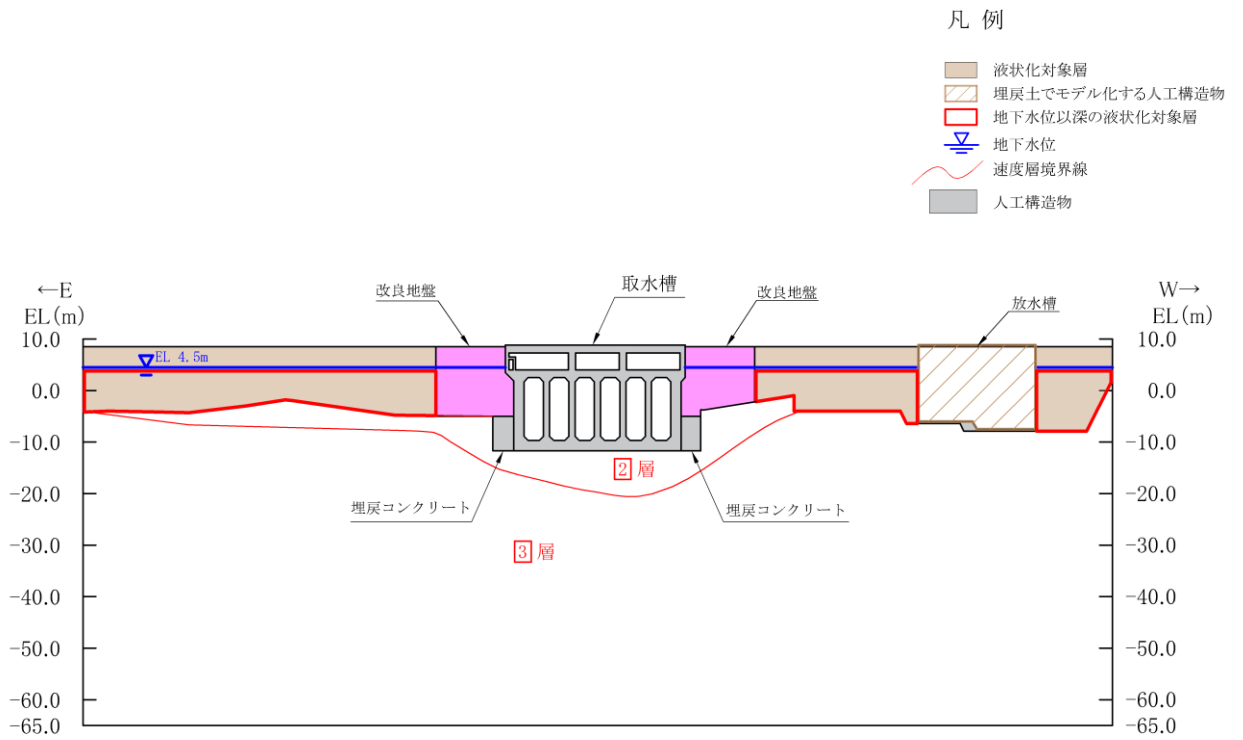 凡 例
液状化対象層
埋戻土でモデル化する人工構造物
地下水位以深の液状化対象層
地下水位
速度層境界線
人工構造物
←E
EL(m)
W→
EL(m)
改良地盤
取水槽
改良地盤
放水槽
EL 4.5m
10.0
0.0
-10.0
-20.0
-30.0
-40.0
-50.0
-60.0
-65.0
2 層
3 層
埋戻コンクリート
埋戻コンクリート
10.0
0.0
-10.0
-20.0
-30.0
-40.0
-50.0
-60.0
-65.0